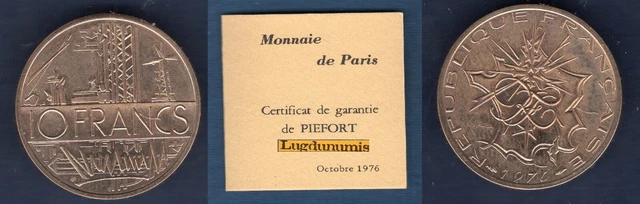 10 FRANCS
Monnaie
de Paris
Certificat de garantie
de PIEFORT
Lugdunumis
Octobre 1976
REPUBLIQUE FRANÇAISE
1976